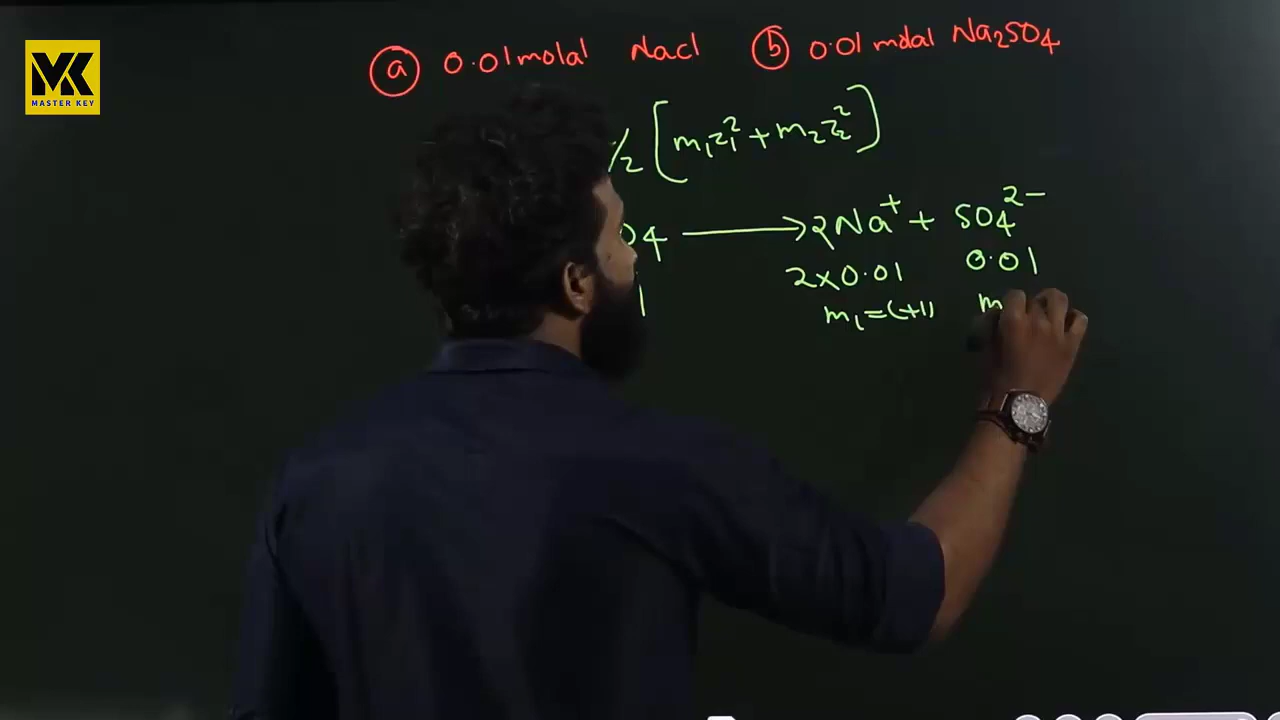 MK
MASTER KEY
(a) 0.01 molal Nacl (b) 0.01 molal Na₂SO₄
/2 [m₁z₁² + m₂z₂²]
O4 ⟶ 2Na⁺ + SO₄²⁻
2×0.01 0.01
m₁=(+1) m